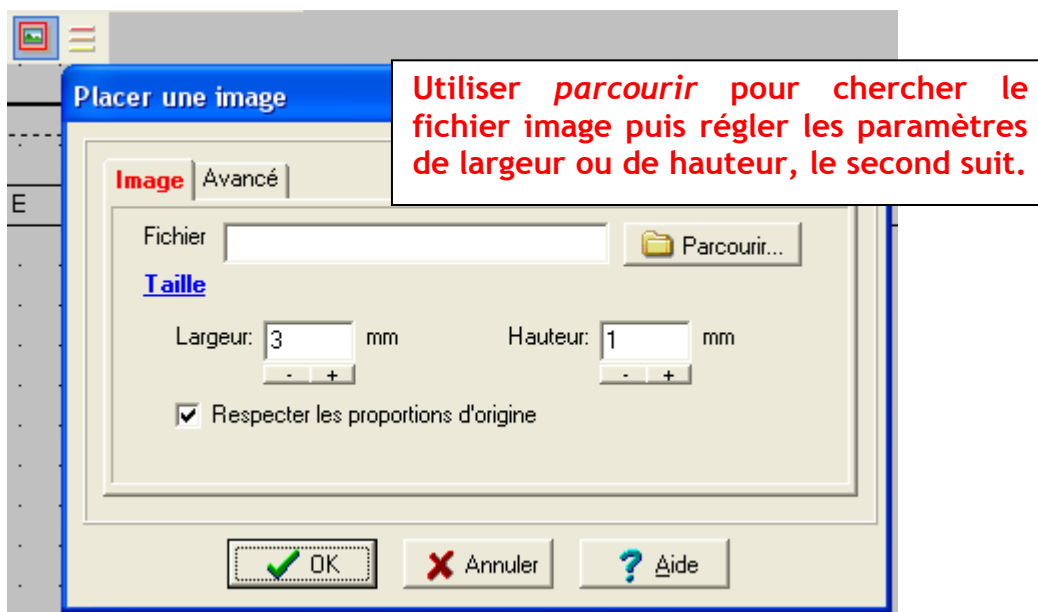 Placer une image
Utiliser parcourir pour chercher le
fichier image puis régler les paramètres
de largeur ou de hauteur, le second suit.
Image Avancé
E
Fichier Parcourir...
Taille
Largeur: 3 mm Hauteur: 1 mm
- + - +
Respecter les proportions d'origine
OK Annuler ? Aide